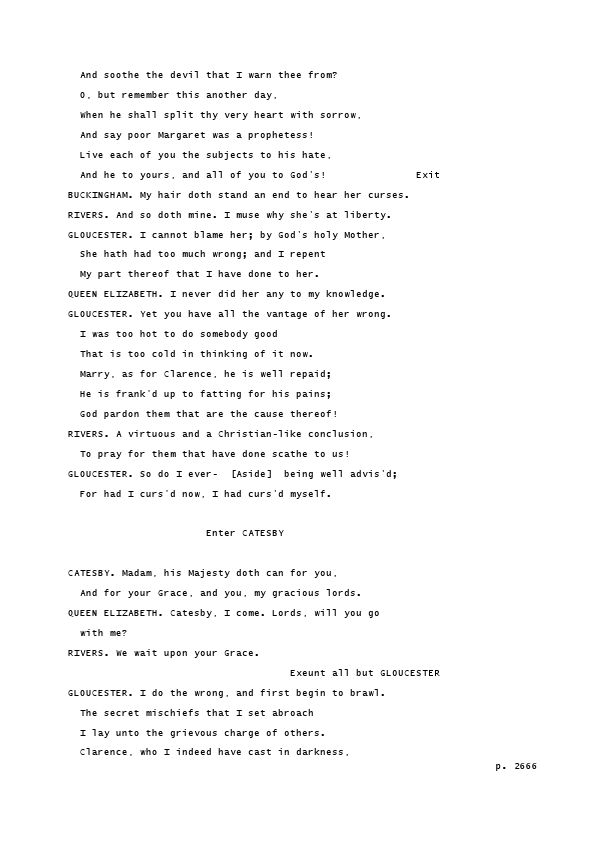 And soothe the devil that I warn thee from?
O, but remember this another day,
When he shall split thy very heart with sorrow,
And say poor Margaret was a prophetess!
Live each of you the subjects to his hate,
And he to yours, and all of you to God's! Exit
BUCKINGHAM. My hair doth stand an end to hear her curses.
RIVERS. And so doth mine. I muse why she's at liberty.
GLOUCESTER. I cannot blame her; by God's holy Mother,
She hath had too much wrong; and I repent
My part thereof that I have done to her.
QUEEN ELIZABETH. I never did her any to my knowledge.
GLOUCESTER. Yet you have all the vantage of her wrong.
I was too hot to do somebody good
That is too cold in thinking of it now.
Marry, as for Clarence, he is well repaid;
He is frank'd up to fatting for his pains;
God pardon them that are the cause thereof!
RIVERS. A virtuous and a Christian-like conclusion,
To pray for them that have done scathe to us!
GLOUCESTER. So do I ever- [Aside] being well advis'd;
For had I curs'd now, I had curs'd myself.
Enter CATESBY
CATESBY. Madam, his Majesty doth can for you,
And for your Grace, and you, my gracious lords.
QUEEN ELIZABETH. Catesby, I come. Lords, will you go
with me?
RIVERS. We wait upon your Grace.
Exeunt all but GLOUCESTER
GLOUCESTER. I do the wrong, and first begin to brawl.
The secret mischiefs that I set abroach
I lay unto the grievous charge of others.
Clarence, who I indeed have cast in darkness,
p. 2666